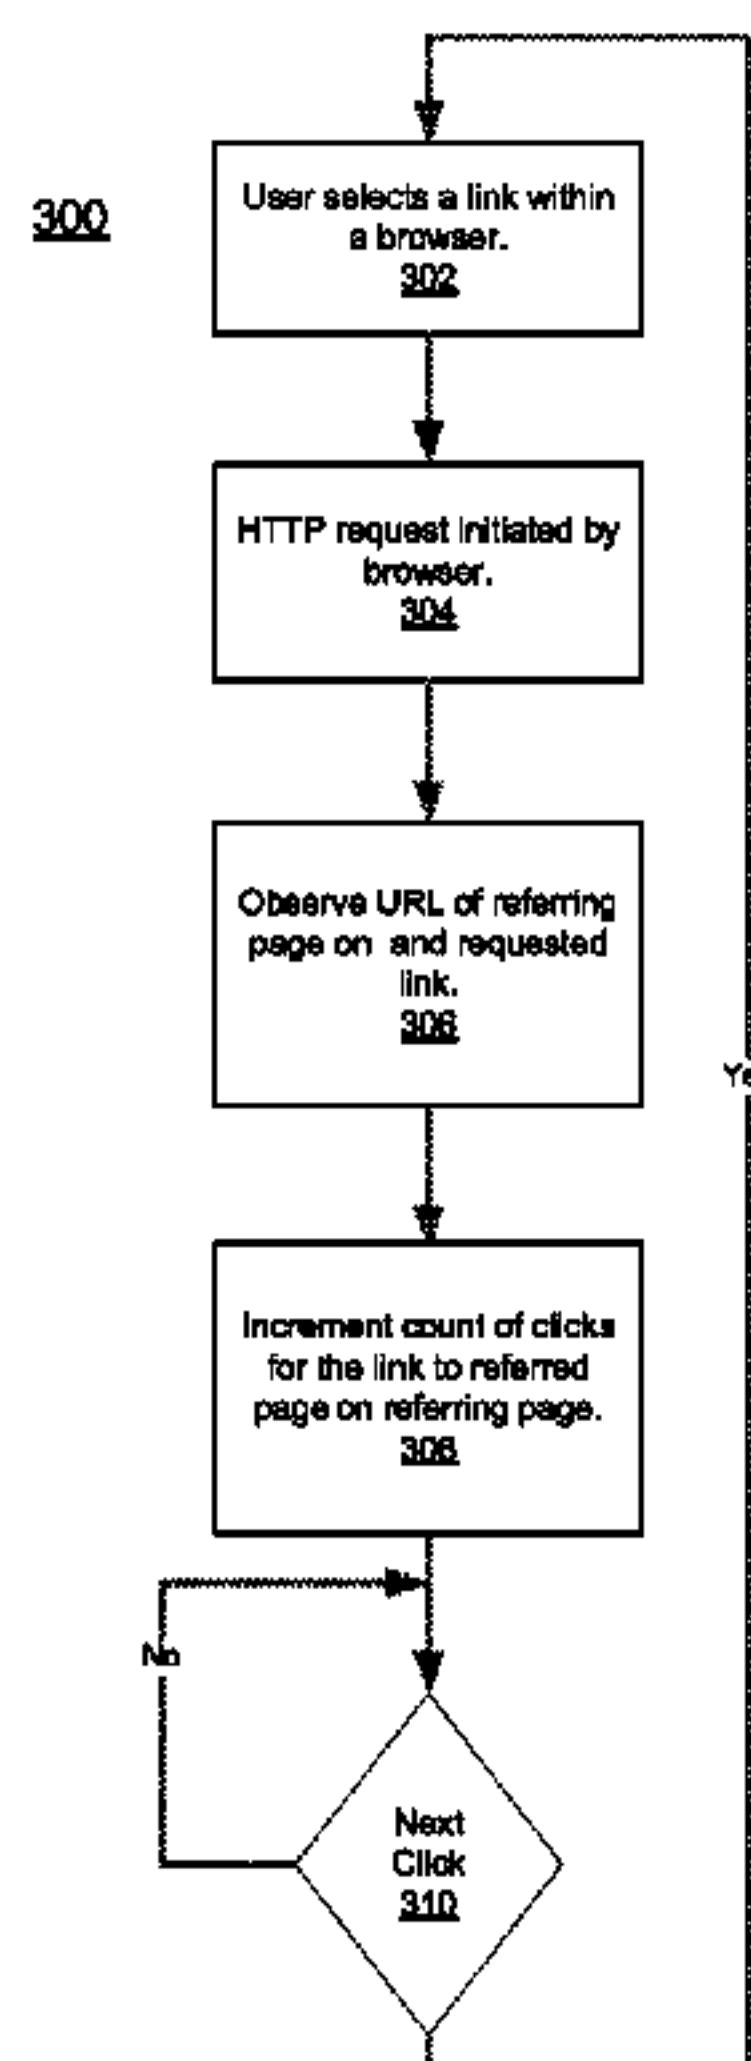 300
User selects a link within
a browser.
302
HTTP request initiated by
browser.
304
Observe URL of referring
page on and requested
link.
306
Increment count of clicks
for the link to referred
page on referring page.
308
Ye
No
Next
Click
310